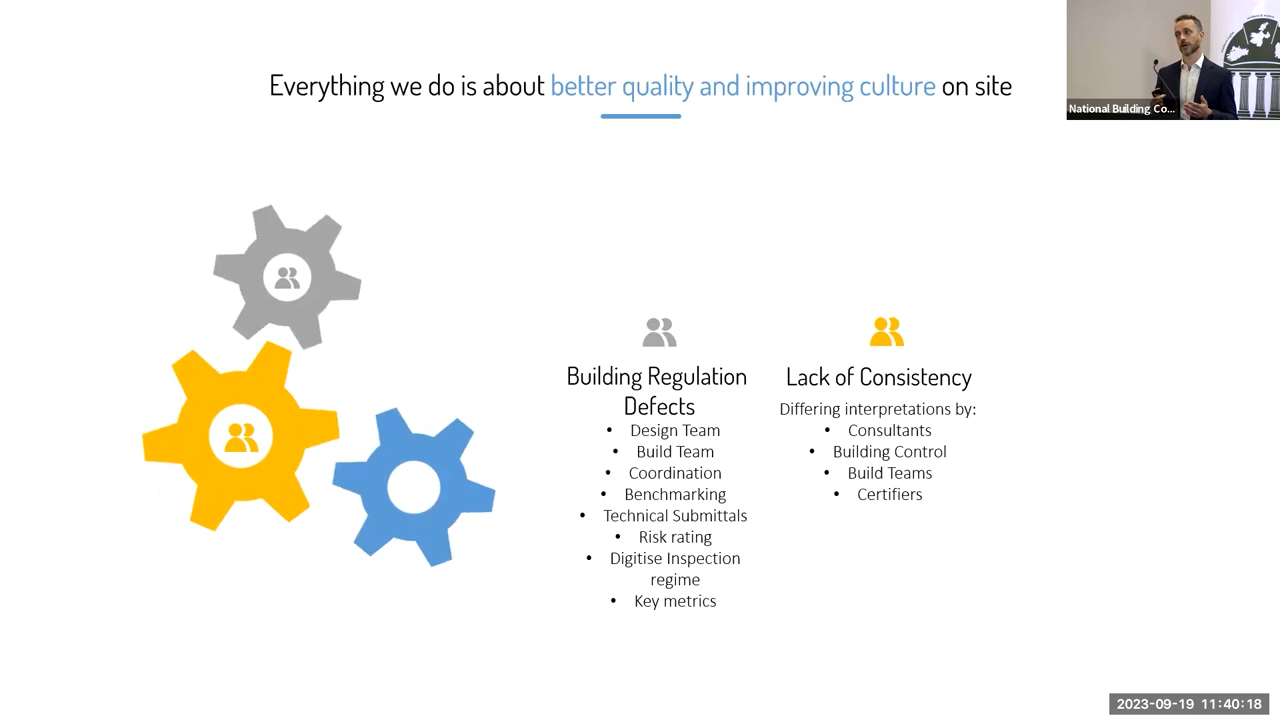 Everything we do is about better quality and improving culture on site
National Building Co...
Building Regulation
Defects
• Design Team
• Build Team
• Coordination
• Benchmarking
• Technical Submittals
• Risk rating
• Digitise Inspection
regime
• Key metrics
Lack of Consistency
Differing interpretations by:
• Consultants
• Building Control
• Build Teams
• Certifiers
2023-09-19 11:40:18